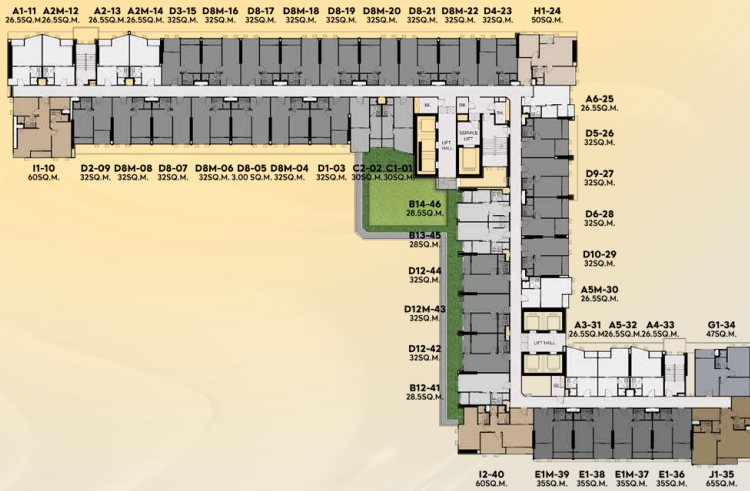 A1-11 A2M-12 A2-13 A2M-14 D3-15 D8M-16 D8-17 D8M-18 D8-19 D8M-20 D8-21 D8M-22 D4-23 H1-24
26.5SQ.M. 26.5SQ.M. 26.5SQ.M. 26.5SQ.M. 32SQ.M. 32SQ.M. 32SQ.M. 32SQ.M. 32SQ.M. 32SQ.M. 32SQ.M. 32SQ.M. 32SQ.M. 50SQ.M.
A6-25
26.5SQ.M.
LIFT HALL
SERVICE
LIFT
D5-26
32SQ.M.
I1-10 D2-09 D8M-08 D8-07 D8M-06 D8-05 D8M-04 D1-03 C2-02 C1-01
60SQ.M. 32SQ.M. 32SQ.M. 32SQ.M. 32SQ.M. 3.00 SQ.M. 32SQ.M. 32SQ.M. 30SQ.M. 30SQ.M.
D9-27
32SQ.M.
B14-46
28.5SQ.M.
D6-28
32SQ.M.
B13-45
28SQ.M.
D10-29
32SQ.M.
D12-44
32SQ.M.
A5M-30
26.5SQ.M.
D12M-43
32SQ.M.
A3-31 A5-32 A4-33 G1-34
26.5SQ.M. 26.5SQ.M. 26.5SQ.M. 47SQ.M.
LIFT HALL
D12-42
32SQ.M.
B12-41
28.5SQ.M.
I2-40 E1M-39 E1-38 E1M-37 E1-36 J1-35
60SQ.M. 35SQ.M. 35SQ.M. 35SQ.M. 35SQ.M. 65SQ.M.